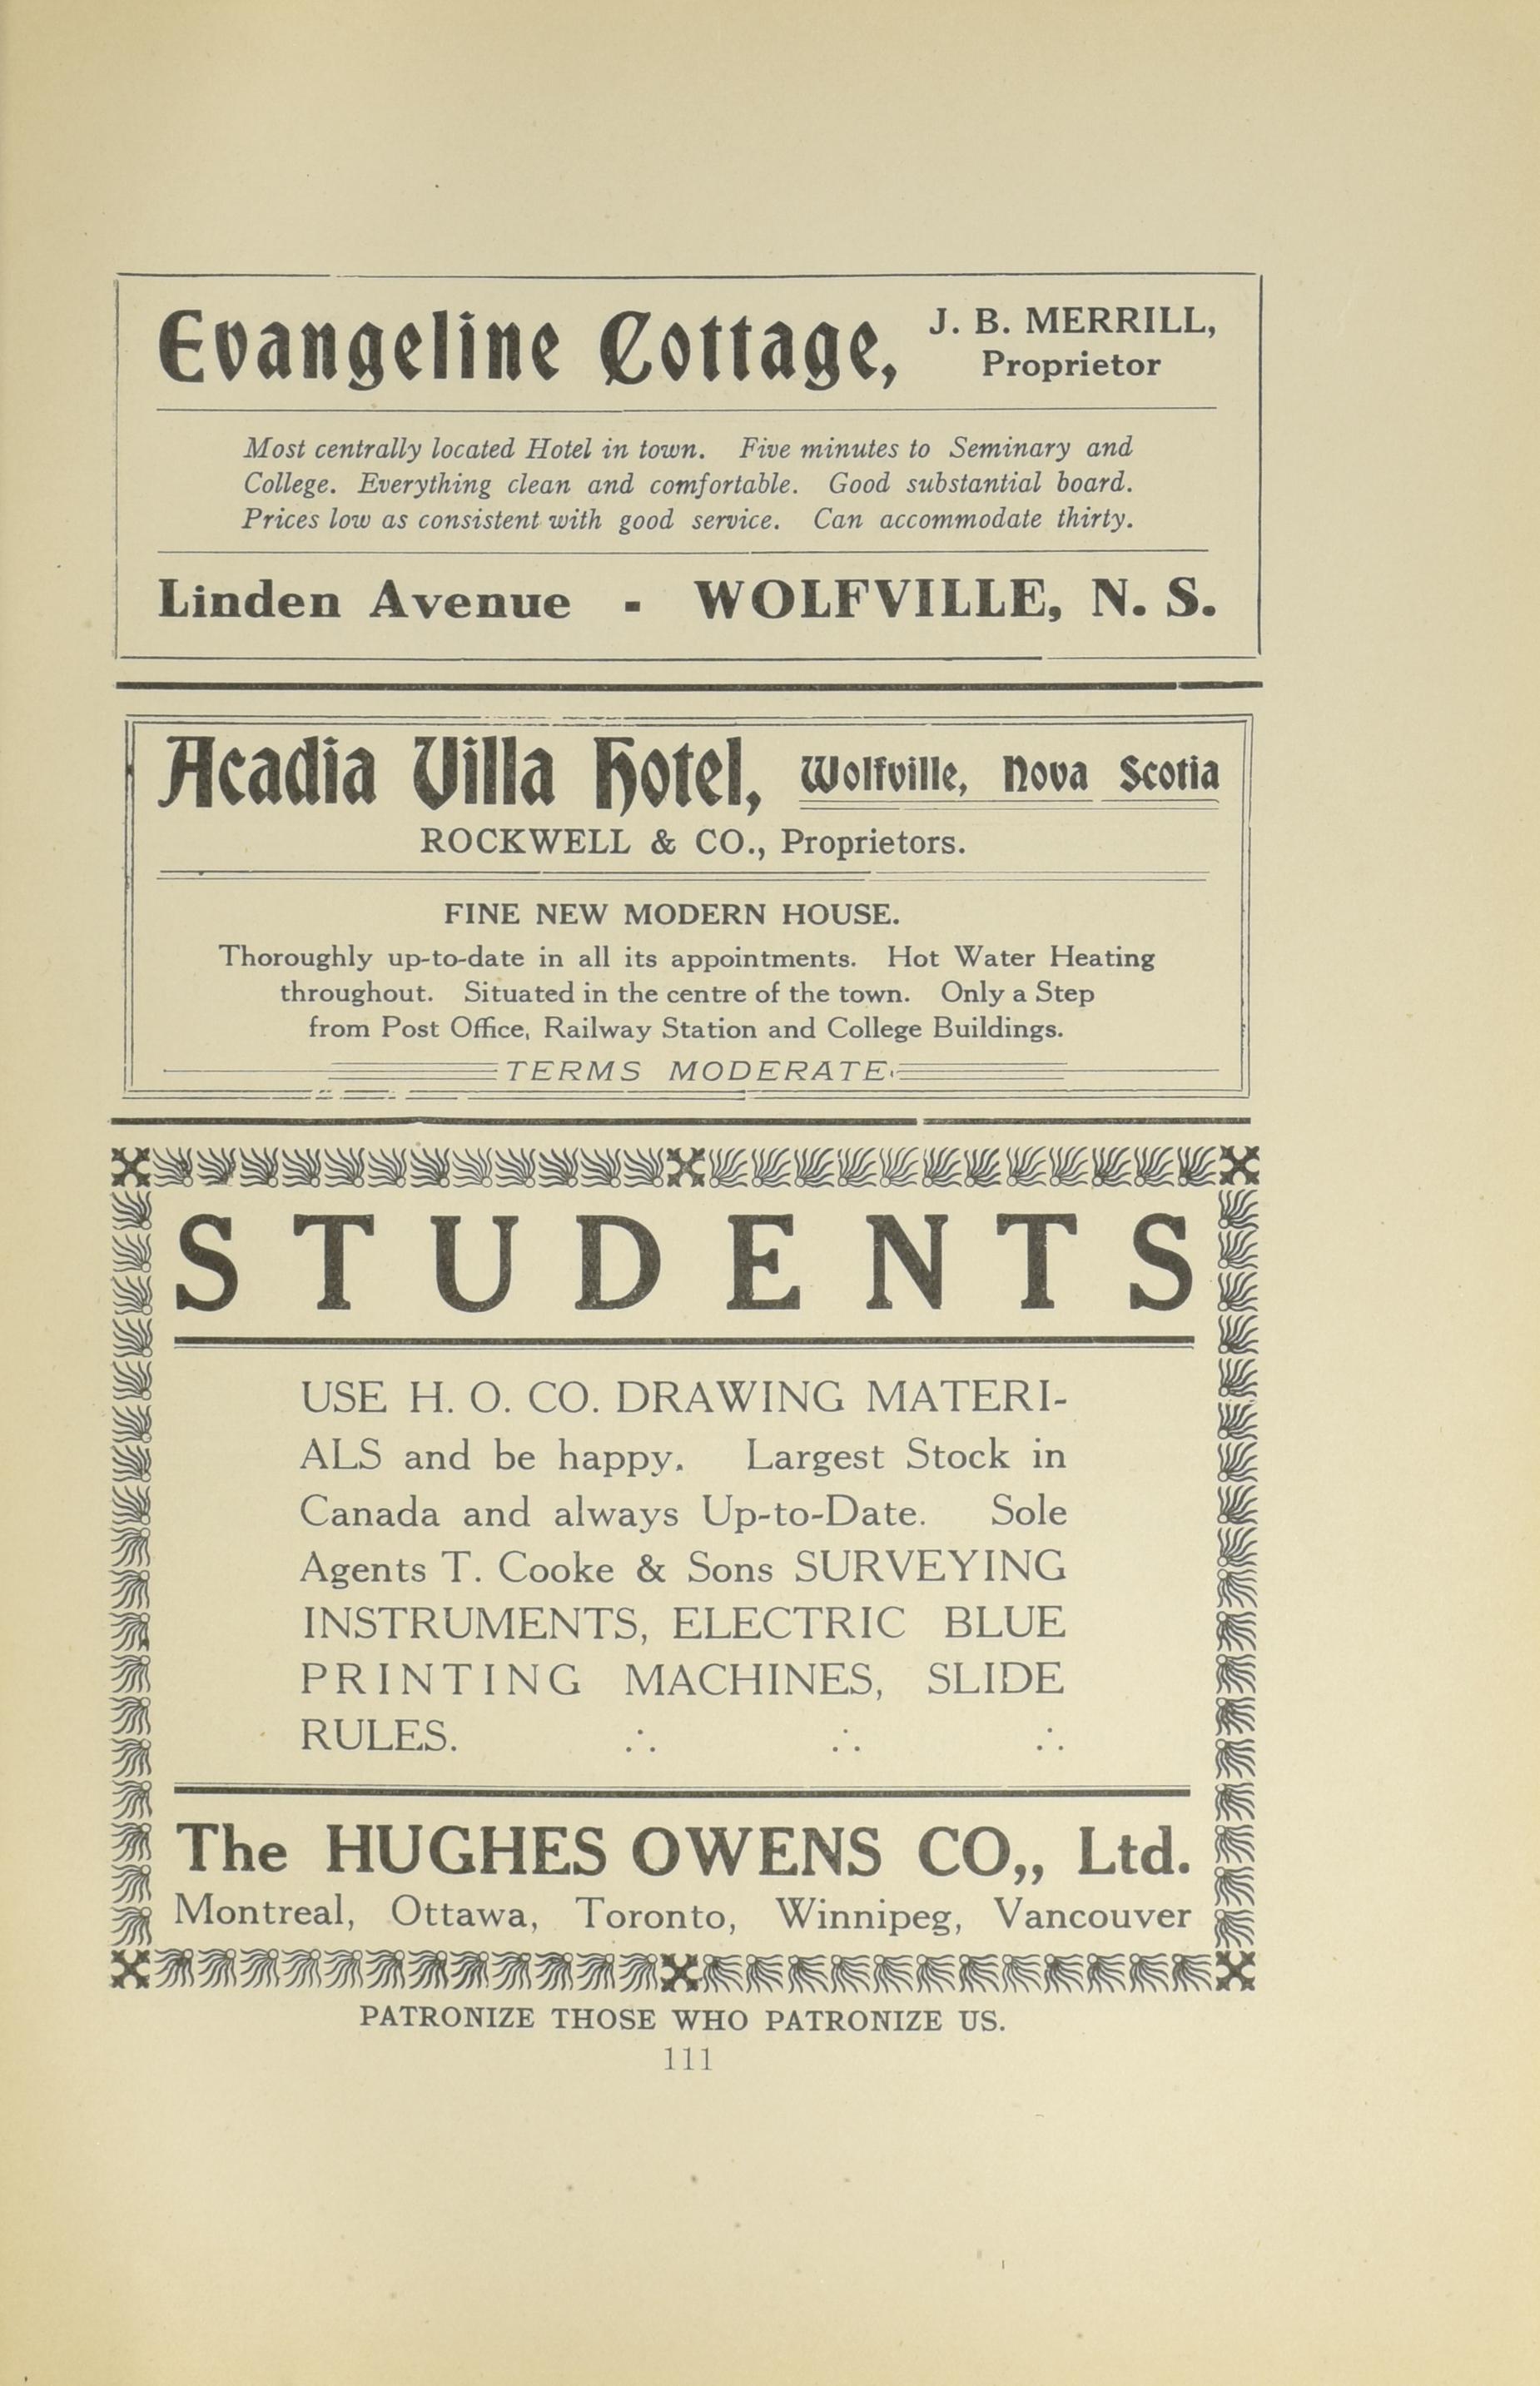 Evangeline Cottage, J. B. MERRILL,
Proprietor
Most centrally located Hotel in town. Five minutes to Seminary and
College. Everything clean and comfortable. Good substantial board.
Prices low as consistent with good service. Can accommodate thirty.
Linden Avenue - WOLFVILLE, N. S.
Acadia Villa Hotel, Wolfville, Nova Scotia
ROCKWELL & CO., Proprietors.
FINE NEW MODERN HOUSE.
Thoroughly up-to-date in all its appointments. Hot Water Heating
throughout. Situated in the centre of the town. Only a Step
from Post Office, Railway Station and College Buildings.
TERMS MODERATE.
STUDENTS
USE H. O. CO. DRAWING MATERI-
ALS and be happy. Largest Stock in
Canada and always Up-to-Date. Sole
Agents T. Cooke & Sons SURVEYING
INSTRUMENTS, ELECTRIC BLUE
PRINTING MACHINES, SLIDE
RULES. ∴ ∴ ∴
The HUGHES OWENS CO,, Ltd.
Montreal, Ottawa, Toronto, Winnipeg, Vancouver
PATRONIZE THOSE WHO PATRONIZE US.
111